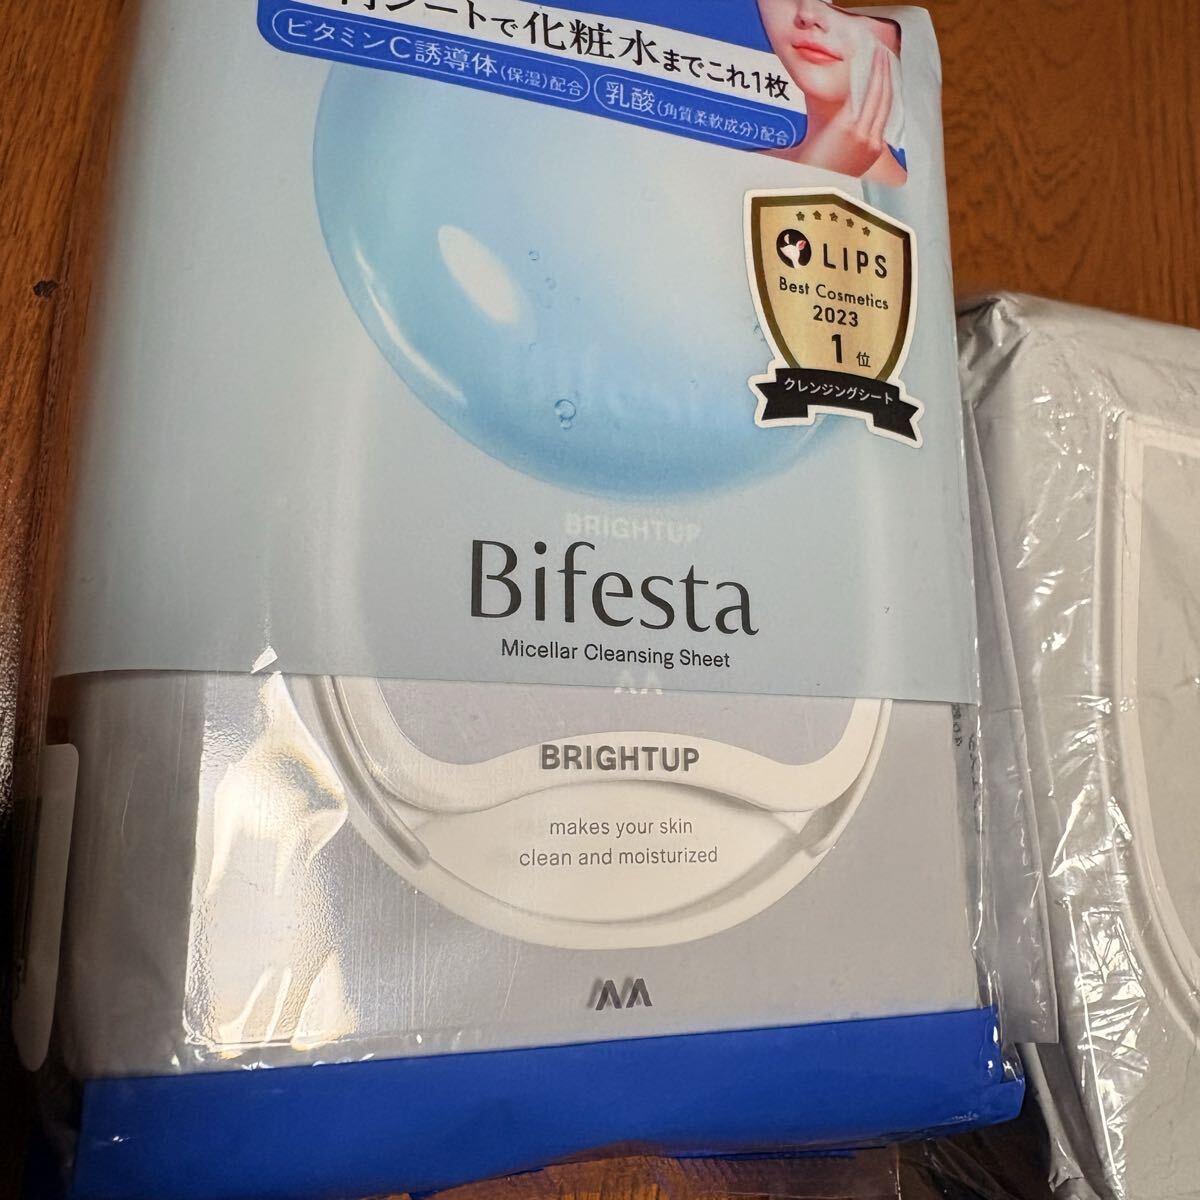 シートで化粧水までこれ1枚
ビタミンC誘導体(保湿)配合
乳酸(角質柔軟成分)配合
LIPS
Best Cosmetics
2023
1位
クレンジングシート
BRIGHTUP
Bifesta
Micellar Cleansing Sheet
BRIGHTUP
makes your skin
clean and moisturized